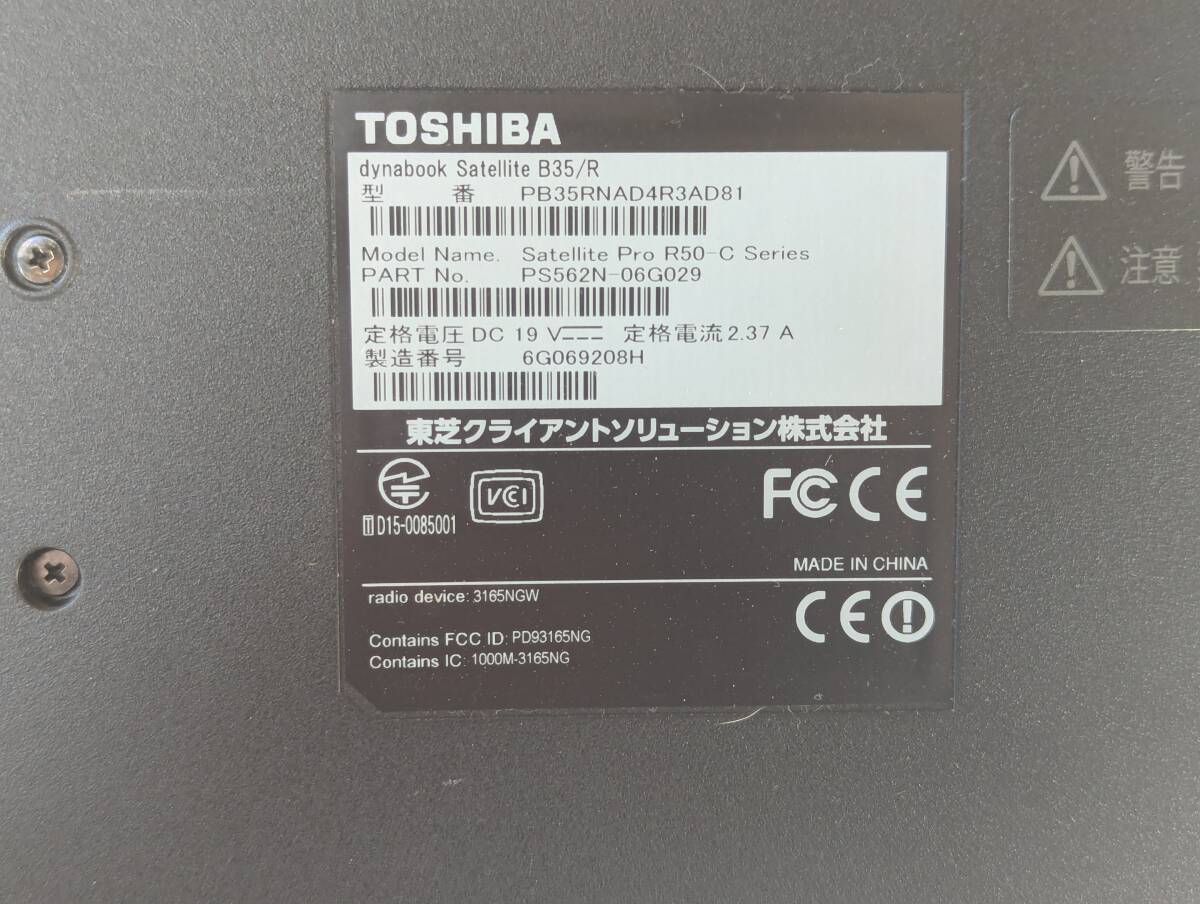 TOSHIBA
dynabook Satellite B35/R
型 番 PB35RNAD4R3AD81
Model Name. Satellite Pro R50-C Series
PART No. PS562N-06G029
定格電圧 DC 19 V 定格電流 2.37 A
製造番号 6G069208H
東芝クライアントソリューション株式会社
VCCI
T D15-0085001
FC CE
MADE IN CHINA
radio device: 3165NGW
CE
Contains FCC ID: PD93165NG
Contains IC: 1000M-3165NG
警告
注意